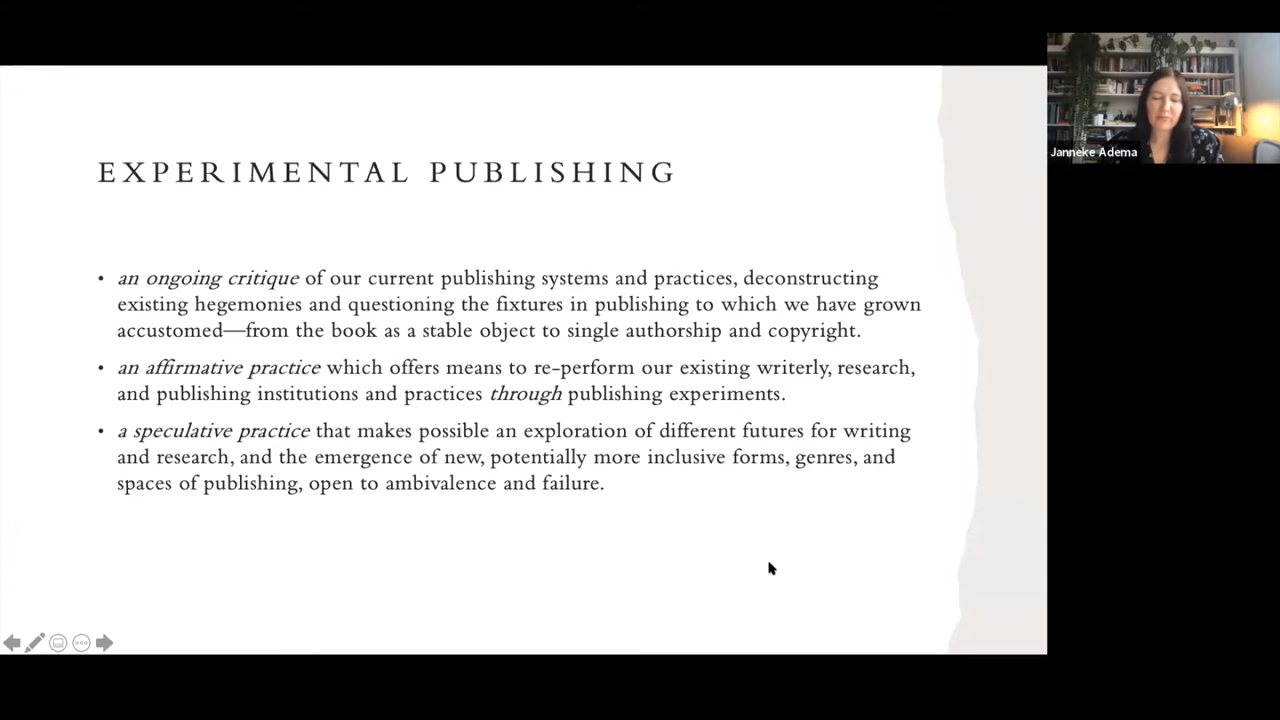 EXPERIMENTAL PUBLISHING
• an ongoing critique of our current publishing systems and practices, deconstructing
existing hegemonies and questioning the fixtures in publishing to which we have grown
accustomed—from the book as a stable object to single authorship and copyright.
• an affirmative practice which offers means to re-perform our existing writerly, research,
and publishing institutions and practices through publishing experiments.
• a speculative practice that makes possible an exploration of different futures for writing
and research, and the emergence of new, potentially more inclusive forms, genres, and
spaces of publishing, open to ambivalence and failure.
Janneke Adema